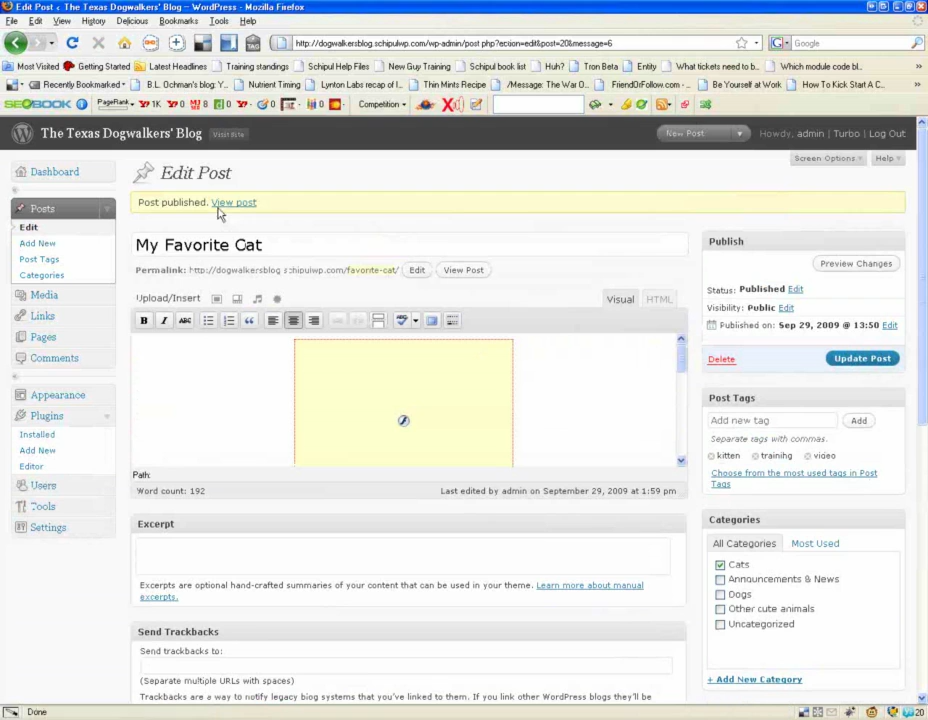 Edit Post < The Texas Dogwalkers' Blog — WordPress - Mozilla Firefox
File Edit View History Delicious Bookmarks Tools Help
http://dogwalkersblog.schipulwp.com/wp-admin/post.php?action=edit&post=20&message=6
Google
Most Visited Getting Started Latest Headlines Training standings Schipul Help Files New Guy Training Schipul book list Huh? Tron Beta Entity What tickets need to b... Which module code bl...
Recently Bookmarked B.L. Ochman's blog: Y... Nutrient Timing Lynton Labs recap of l... Thin Mints Recipe /Message: The War O... FriendOrFollow.com - ... Be Yourself at Work How To Kick Start A C...
SEOBOOK PageRank 1K 0 8 0 0 0 Competition
The Texas Dogwalkers' Blog Visit Site New Post Howdy, admin | Turbo | Log Out
Screen Options Help
Dashboard
Edit Post
Posts
Post published. View post
Edit
Add New
Post Tags
Categories
Media
Links
Pages
Comments
Appearance
Plugins
Installed
Add New
Editor
Users
Tools
Settings
My Favorite Cat
Permalink: http://dogwalkersblog.schipulwp.com/favorite-cat/ Edit View Post
Upload/Insert Visual HTML
B I ABC
Path:
Word count: 192 Last edited by admin on September 29, 2009 at 1:59 pm
Excerpt
Excerpts are optional hand-crafted summaries of your content that can be used in your theme. Learn more about manual
excerpts.
Send Trackbacks
Send trackbacks to:
(Separate multiple URLs with spaces)
Trackbacks are a way to notify legacy blog systems that you've linked to them. If you link other WordPress blogs they'll be
Publish
Preview Changes
Status: Published Edit
Visibility: Public Edit
Published on: Sep 29, 2009 @ 13:50 Edit
Delete Update Post
Post Tags
Add new tag Add
Separate tags with commas.
kitten training video
Choose from the most used tags in Post
Tags
Categories
All Categories Most Used
Cats
Announcements & News
Dogs
Other cute animals
Uncategorized
+ Add New Category
Done
20